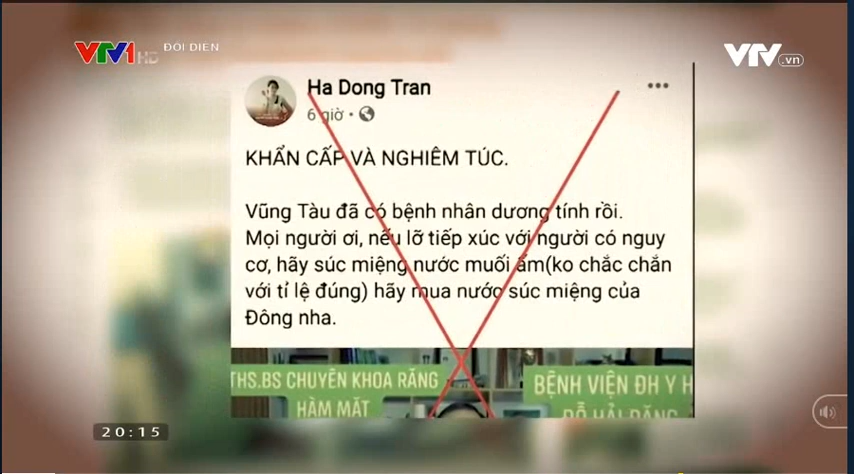 VTV1 HD ĐỐI DIỆN
VTV.vn
Ha Dong Tran
6 giờ
KHẨN CẤP VÀ NGHIÊM TÚC.
Vũng Tàu đã có bệnh nhân dương tính rồi.
Mọi người ơi, nếu lỡ tiếp xúc với người có nguy
cơ, hãy súc miệng nước muối ấm(ko chắc chắn
với tỉ lệ đúng) hãy mua nước súc miệng của
Đông nha.
THS.BS CHUYÊN KHOA RĂNG
HÀM MẶT
BỆNH VIỆN ĐH Y H
20:15